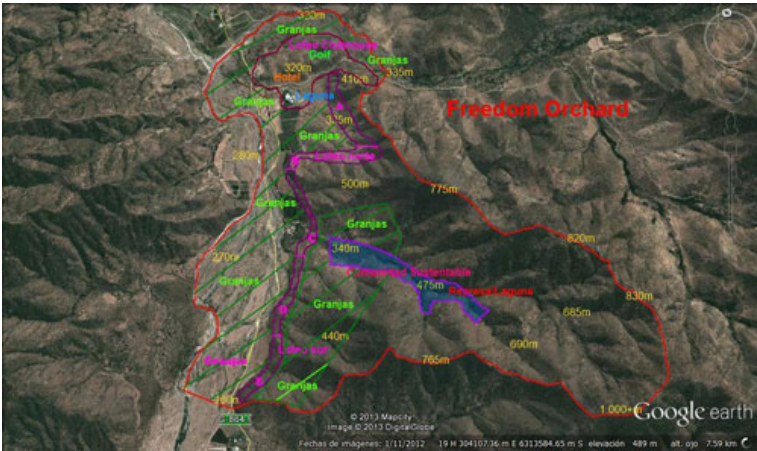 Granjas
Golf
Granjas
320m
Hotel
410m
335m
Laguna
Granjas
Freedom Orchard
Granjas
280m
500m
775m
Granjas
Granjas
340m
820m
270m
Comunidad Sustentable
Granjas
475m
Represa Laguna
830m
Granjas
685m
440m
690m
765m
Granjas
1.000+m
Google earth
© 2013 Mapcity
Image © 2013 DigitalGlobe
Fechas de imágenes: 1/11/2012 19 H 304107.36 m E 6313584.65 m S elevación 489 m alt. ojo 7.59 km